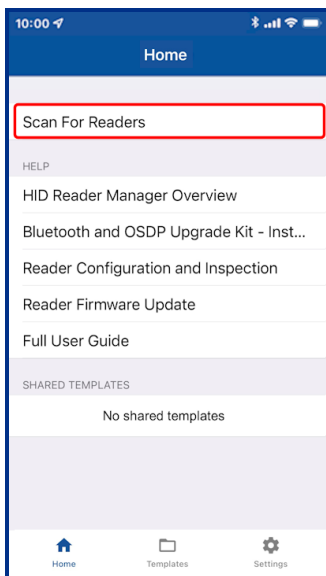 10:00
Home
Scan For Readers
HELP
HID Reader Manager Overview
Bluetooth and OSDP Upgrade Kit - Inst...
Reader Configuration and Inspection
Reader Firmware Update
Full User Guide
SHARED TEMPLATES
No shared templates
Home Templates Settings